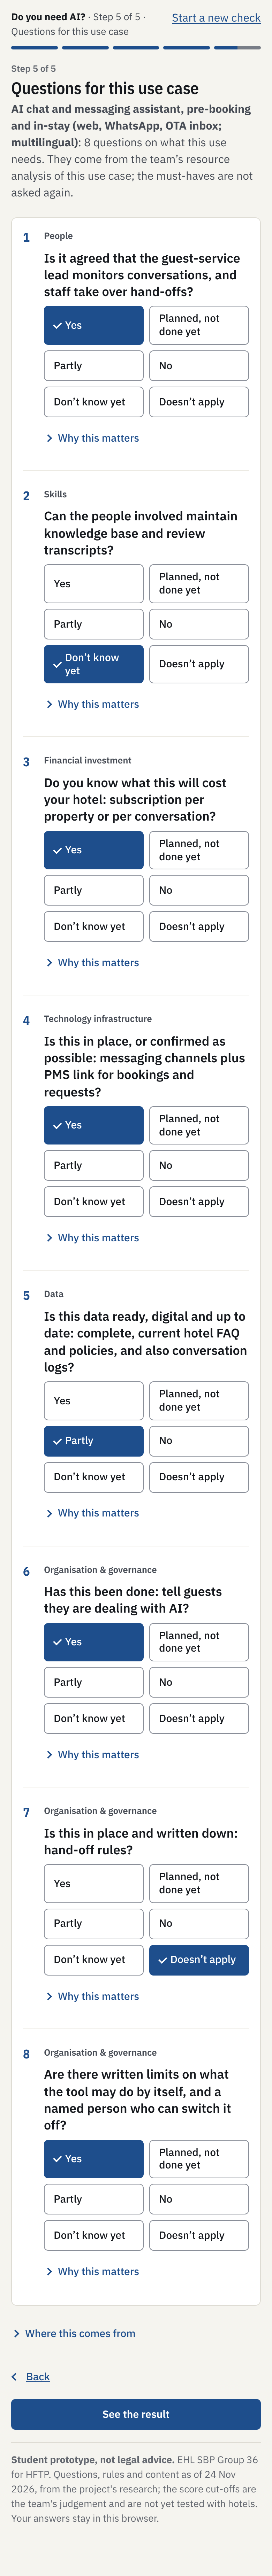 Do you need AI? · Step 5 of 5 ·
Questions for this use case
Start a new check
Step 5 of 5
Questions for this use case
AI chat and messaging assistant, pre-booking
and in-stay (web, WhatsApp, OTA inbox;
multilingual): 8 questions on what this use
needs. They come from the team's resource
analysis of this use case; the must-haves are not
asked again.
1
People
Is it agreed that the guest-service
lead monitors conversations, and
staff take over hand-offs?
Yes
Planned, not
done yet
Partly
No
Don't know yet
Doesn't apply
Why this matters
2
Skills
Can the people involved maintain
knowledge base and review
transcripts?
Yes
Planned, not
done yet
Partly
No
Don't know
yet
Doesn't apply
Why this matters
3
Financial investment
Do you know what this will cost
your hotel: subscription per
property or per conversation?
Yes
Planned, not
done yet
Partly
No
Don't know yet
Doesn't apply
Why this matters
4
Technology infrastructure
Is this in place, or confirmed as
possible: messaging channels plus
PMS link for bookings and
requests?
Yes
Planned, not
done yet
Partly
No
Don't know yet
Doesn't apply
Why this matters
5
Data
Is this data ready, digital and up to
date: complete, current hotel FAQ
and policies, and also conversation
logs?
Yes
Planned, not
done yet
Partly
No
Don't know yet
Doesn't apply
Why this matters
6
Organisation & governance
Has this been done: tell guests
they are dealing with AI?
Yes
Planned, not
done yet
Partly
No
Don't know yet
Doesn't apply
Why this matters
7
Organisation & governance
Is this in place and written down:
hand-off rules?
Yes
Planned, not
done yet
Partly
No
Don't know yet
Doesn't apply
Why this matters
8
Organisation & governance
Are there written limits on what
the tool may do by itself, and a
named person who can switch it
off?
Yes
Planned, not
done yet
Partly
No
Don't know yet
Doesn't apply
Why this matters
Where this comes from
Back
See the result
Student prototype, not legal advice. EHL SBP Group 36
for HFTP. Questions, rules and content as of 24 Nov
2026, from the project's research; the score cut-offs are
the team's judgement and are not yet tested with hotels.
Your answers stay in this browser.